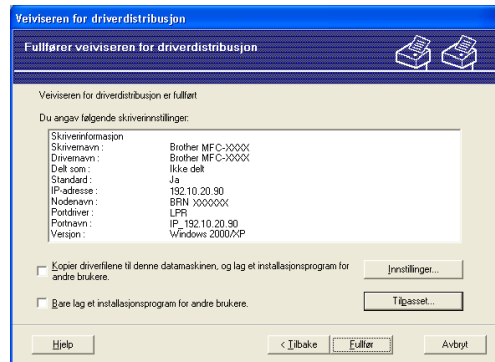 Veiviseren for driverdistribusjon
Fullfører veiviseren for driverdistribusjon
Veiviseren for driverdistribusjon er fullført
Du angav følgende skriverinnstillinger:
Skriverinformasjon
Skrivernavn : Brother MFC-XXXX
Drivernavn : Brother MFC-XXXX
Delt som : Ikke delt
Standard : Ja
IP-adresse : 192.10.20.90
Nodenavn : BRN XXXXXX
Portdriver : LPR
Portnavn : IP_192.10.20.90
Versjon : Windows 2000/XP
Kopier driverfilene til denne datamaskinen, og lag et installasjonsprogram for
andre brukere.
Innstillinger...
Bare lag et installasjonsprogram for andre brukere.
Tilpasset...
Hjelp < Tilbake Fullfør Avbryt